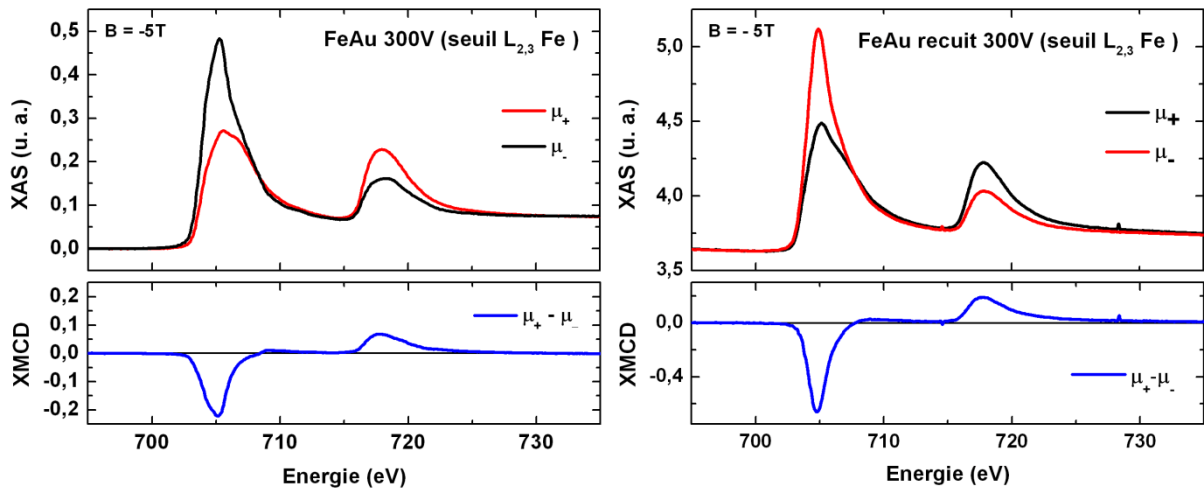 B = -5T
FeAu 300V (seuil L2,3 Fe )
0,5
0,4
0,3
0,2
0,1
0,0
XAS (u. a.)
μ+
μ-
0,2
0,1
0,0
-0,1
-0,2
XMCD
μ+ - μ-
700 710 720 730
Energie (eV)
B = - 5T
FeAu recuit 300V (seuil L2,3 Fe )
5,0
4,5
4,0
3,5
XAS (u. a.)
μ+
μ-
0,0
-0,4
XMCD
μ+-μ-
700 710 720 730
Energie (eV)